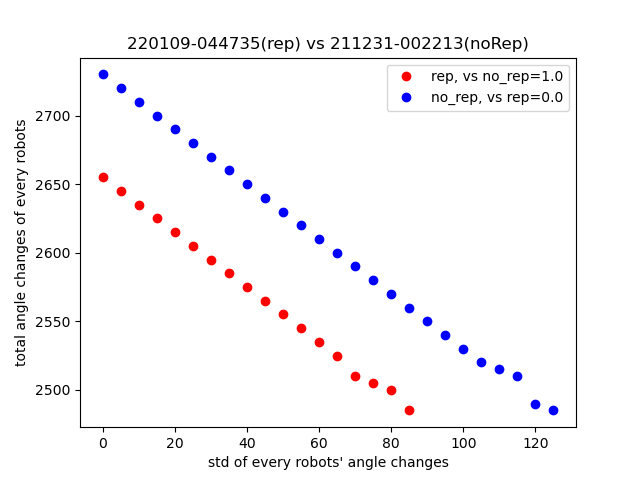 220109-044735(rep) vs 211231-002213(noRep)
rep, vs no_rep=1.0
no_rep, vs rep=0.0
total angle changes of every robots
2700
2650
2600
2550
2500
0 20 40 60 80 100 120
std of every robots' angle changes